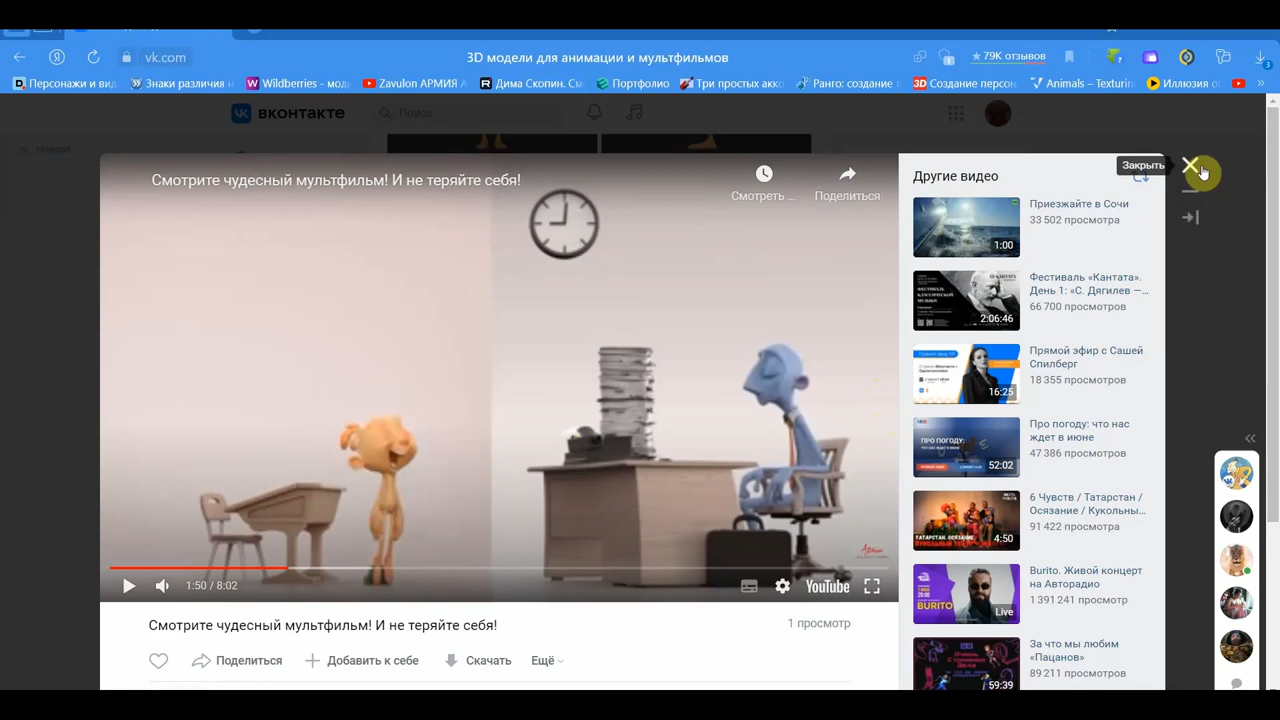 vk.com
3D модели для анимации и мультфильмов
79K отзывов
Персонажи и вид
Знаки различия н
Wildberries – мод
Zavulon АРМИЯ А
Дима Скопин. См
Портфолио
Три простых акко
Ранго: создание т
3D Создание персон
Animals – Texturin
Иллюзия о
вконтакте
Поиск
Смотрите чудесный мультфильм! И не теряйте себя!
Смотреть ...
Поделиться
1:50 / 8:02
YouTube
Смотрите чудесный мультфильм! И не теряйте себя!
1 просмотр
Поделиться
Добавить к себе
Скачать
Ещё
Закрыть
Другие видео
1:00
Приезжайте в Сочи
33 502 просмотра
2:06:46
Фестиваль «Кантата».
День 1: «С. Дягилев —...
66 700 просмотров
16:25
Прямой эфир с Сашей
Спилберг
18 355 просмотров
ПРО ПОГОДУ:
52:02
Про погоду: что нас
ждет в июне
47 386 просмотров
4:50
6 Чувств / Татарстан /
Осязание / Кукольны...
91 422 просмотра
BURITO
Live
Burito. Живой концерт
на Авторадио
1 391 241 просмотр
59:39
За что мы любим
«Пацанов»
89 211 просмотров